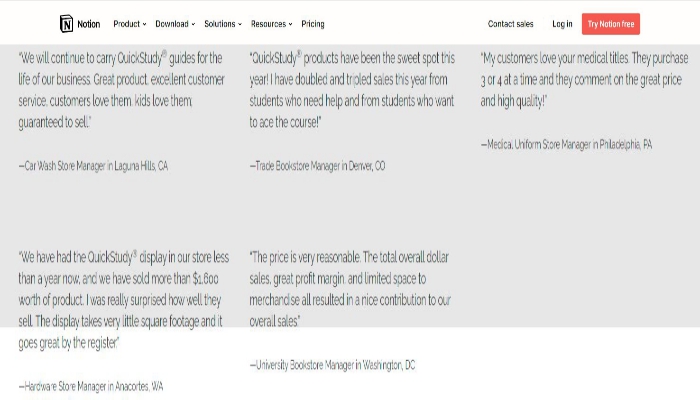 Notion Product Download Solutions Resources Pricing Contact sales Log in Try Notion free
"We will continue to carry QuickStudy® guides for the
life of our business. Great product, excellent customer
service, customers love them, kids love them,
guaranteed to sell."
—Car Wash Store Manager in Laguna Hills, CA
"QuickStudy® products have been the sweet spot this
year! I have doubled and tripled sales this year from
students who need help and from students who want
to ace the course!"
—Trade Bookstore Manager in Denver, CO
"My customers love your medical titles. They purchase
3 or 4 at a time and they comment on the great price
and high quality!"
—Medical Uniform Store Manager in Philadelphia, PA
"We have had the QuickStudy® display in our store less
than a year now, and we have sold more than $1,600
worth of product. I was really surprised how well they
sell. The display takes very little square footage and it
goes great by the register."
—Hardware Store Manager in Anacortes, WA
"The price is very reasonable. The total overall dollar
sales, great profit margin, and limited space to
merchandise all resulted in a nice contribution to our
overall sales"
—University Bookstore Manager in Washington, DC